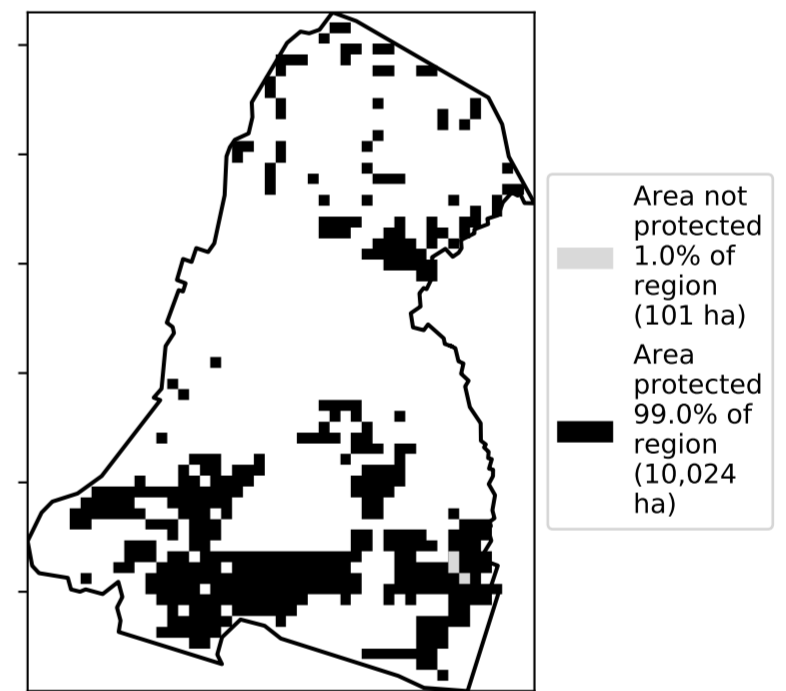 Area not
protected
1.0% of
region
(101 ha)
Area
protected
99.0% of
region
(10,024
ha)